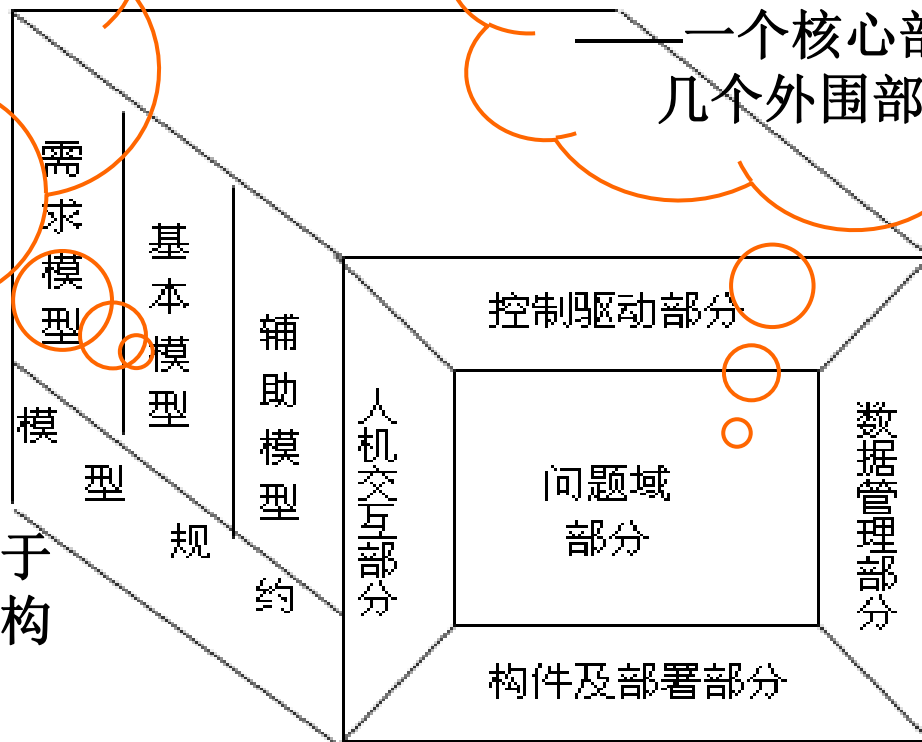 ——一个核心部
几个外围部
需求模型
基本模型
辅助模型
模型规约
于
构
控制驱动部分
人机交互部分
问题域
部分
数据管理部分
构件及部署部分